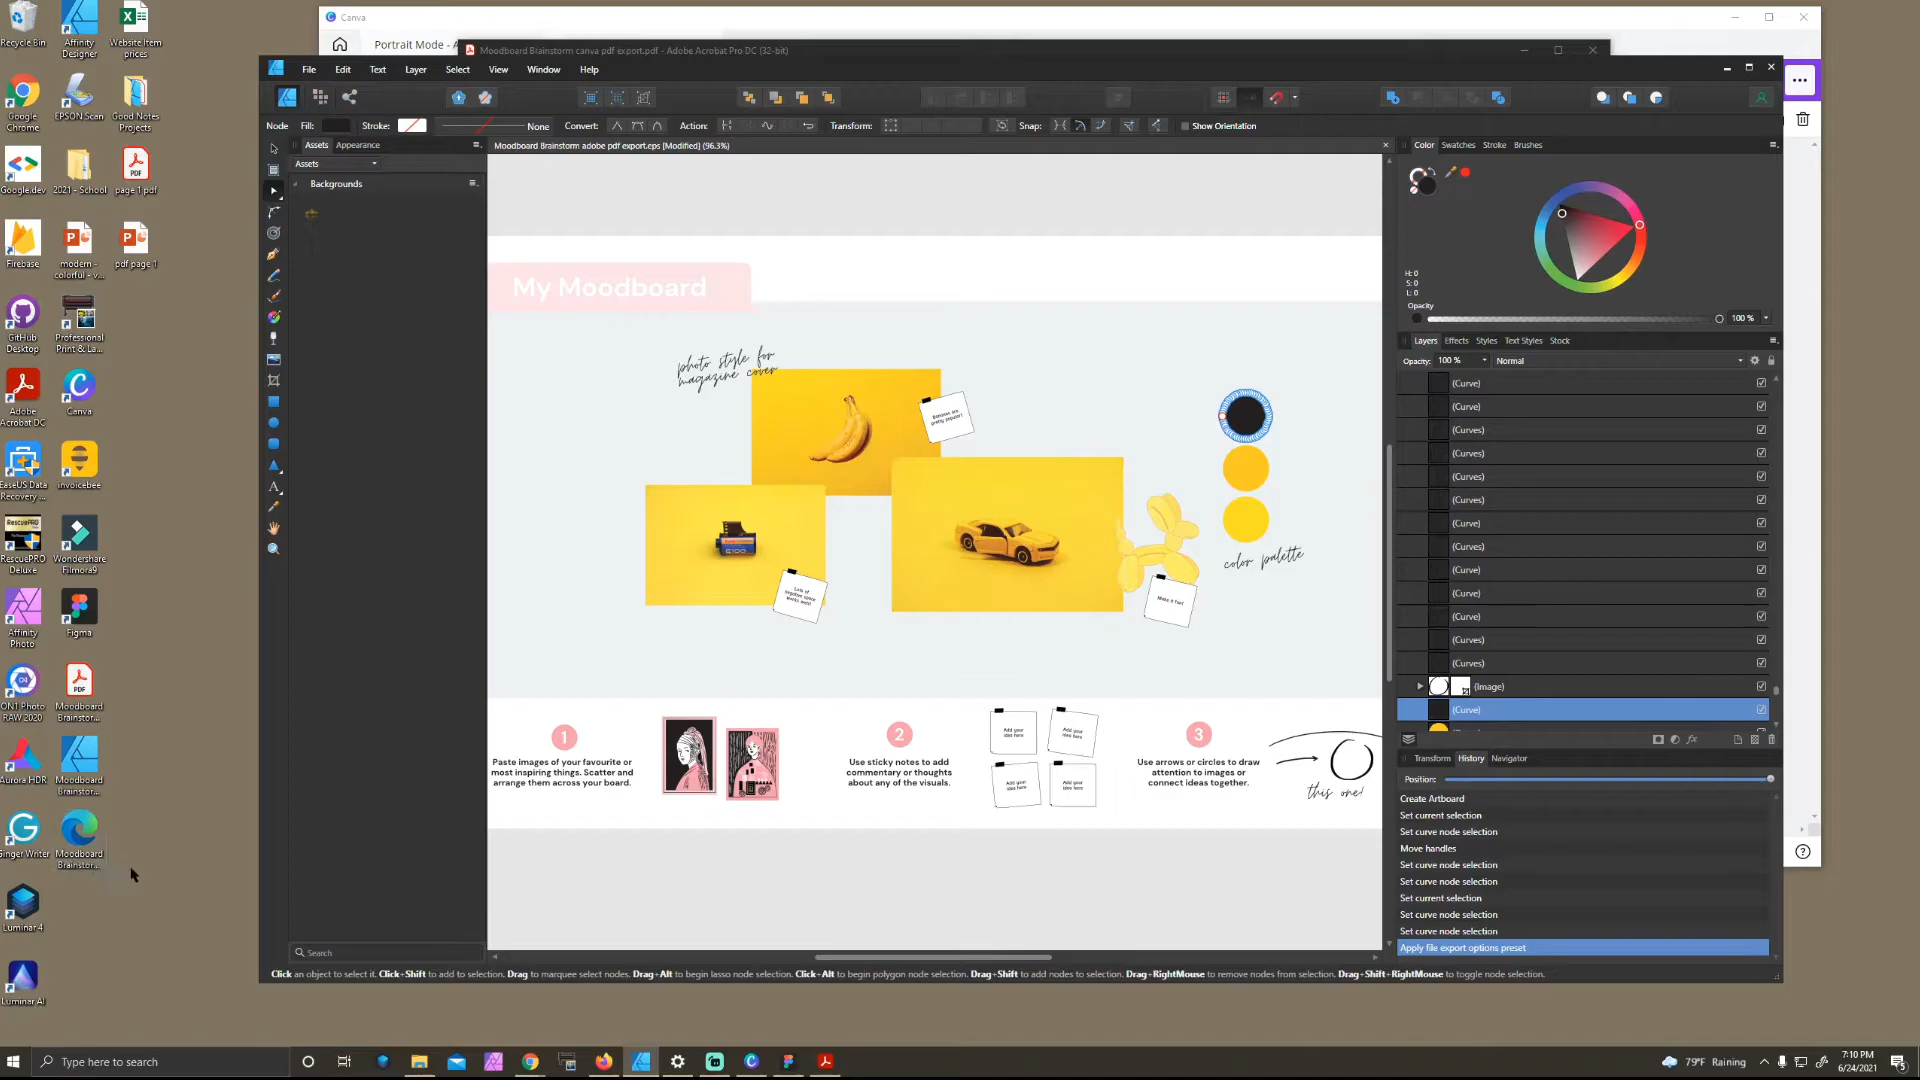 Recycle Bin
Affinity
Designer
Website Item
prices
Google
Chrome
EPSON Scan
Good Notes
Projects
Google.dev
2021 - School
page 1 pdf
Firebase
modern -
colorful - v...
pdf page 1
GitHub
Desktop
Professional
Print & La...
Adobe
Acrobat DC
Canva
EaseUS Data
Recovery ...
invoicebee
RescuePRO
Deluxe
Wondershare
Filmora9
Affinity
Photo
Figma
ON1 Photo
RAW 2020
Moodboard
Brainstor...
Aurora HDR
Moodboard
Brainstor...
Ginger Writer
Moodboard
Brainstor...
Luminar 4
Luminar AI
Canva
Portrait Mode - A
Moodboard Brainstorm canva pdf export.pdf - Adobe Acrobat Pro DC (32-bit)
File Edit Text Layer Select View Window Help
Node Fill: Stroke: None Convert: Action: Transform: Snap: Show Orientation
Assets Appearance
Assets
Backgrounds
Search
Moodboard Brainstorm adobe pdf export.eps [Modified] (96.3%)
My Moodboard
photo style for
magazine cover
Bananas are
pretty popular!
Lots of
negative space
works well!
Make it fun!
color palette
1
Paste images of your favourite or
most inspiring things. Scatter and
arrange them across your board.
2
Use sticky notes to add
commentary or thoughts
about any of the visuals.
Add your
idea here
Add your
idea here
Add your
idea here
Add your
idea here
3
Use arrows or circles to draw
attention to images or
connect ideas together.
this one!
Color Swatches Stroke Brushes
H: 0
S: 0
L: 0
Opacity
100 %
Layers Effects Styles Text Styles Stock
Opacity: 100 % Normal
(Curve)
(Curve)
(Curves)
(Curves)
(Curves)
(Curves)
(Curve)
(Curves)
(Curve)
(Curve)
(Curve)
(Curves)
(Curves)
(Image)
(Curve)
Transform History Navigator
Position:
Create Artboard
Set current selection
Set curve node selection
Move handles
Set curve node selection
Set curve node selection
Set current selection
Set curve node selection
Set curve node selection
Apply file export options preset
Click an object to select it. Click+Shift to add to selection. Drag to marquee select nodes. Drag+Alt to begin lasso node selection. Click+Alt to begin polygon node selection. Drag+Shift to add nodes to selection. Drag+RightMouse to remove nodes from selection. Drag+Shift+RightMouse to toggle node selection.
Type here to search
79°F Raining
7:10 PM
6/24/2021
5